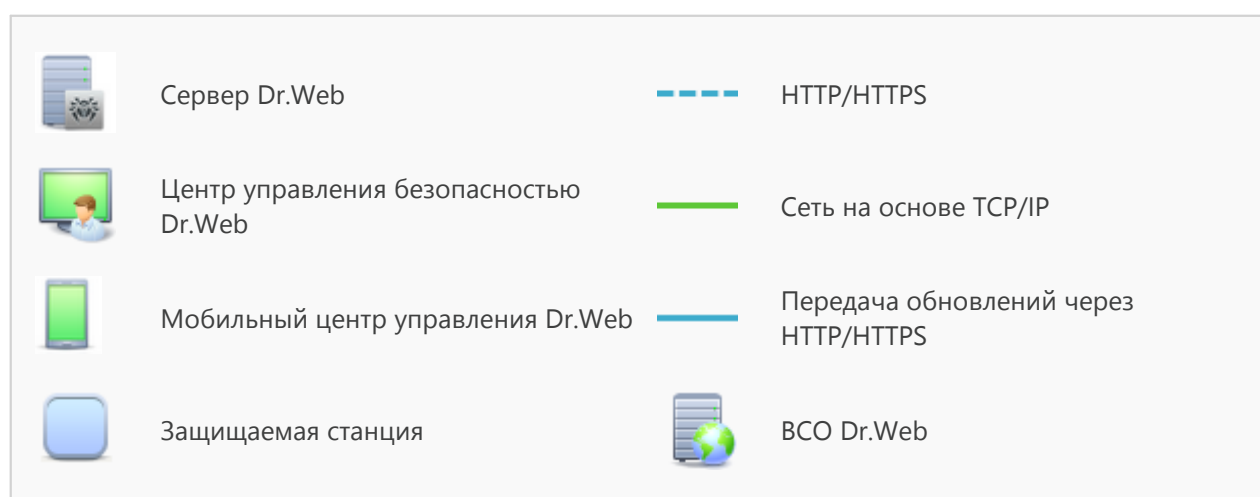 Сервер Dr.Web
HTTP/HTTPS
Центр управления безопасностью
Dr.Web
Сеть на основе TCP/IP
Мобильный центр управления Dr.Web
Передача обновлений через
HTTP/HTTPS
Защищаемая станция
ВСО Dr.Web